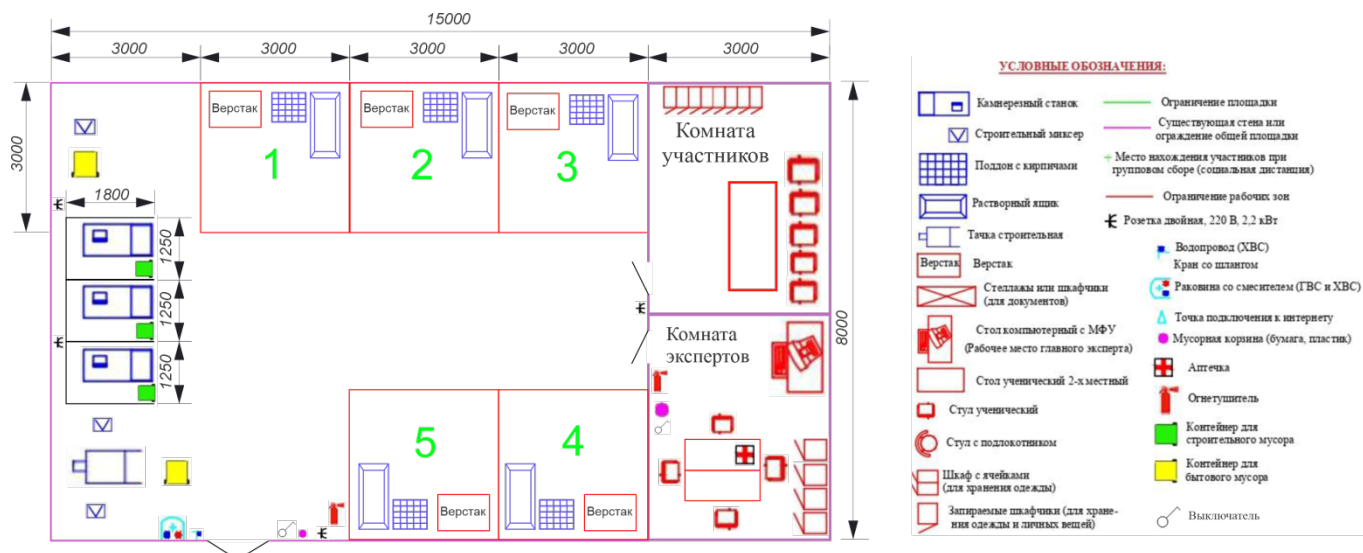 15000
3000
3000
3000
3000
3000
3000
8000
1800
1250
1250
1250
Верстак
Верстак
Верстак
1
2
3
Комната
участников
Комната
экспертов
5
4
Верстак
Верстак
УСЛОВНЫЕ ОБОЗНАЧЕНИЯ:
Камнерезный станок
Строительный миксер
Поддон с кирпичами
Растворный ящик
Тачка строительная
Верстак
Верстак
Стеллажи или шкафчики
(для документов)
Стол компьютерный с МФУ
(Рабочее место главного эксперта)
Стол ученический 2-х местный
Стул ученический
Стул с подлокотником
Шкаф с ячейками
(для хранения одежды)
Запираемые шкафчики (для хране-
ния одежды и личных вещей)
Ограничение площадки
Существующая стена или
ограждение общей площадки
Место нахождения участников при
групповом сборе (социальная дистанция)
Ограничение рабочих зон
Розетка двойная, 220 В, 2,2 кВт
Водопровод (ХВС)
Кран со шлангом
Раковина со смесителем (ГВС и ХВС)
Точка подключения к интернету
Мусорная корзина (бумага, пластик)
Аптечка
Огнетушитель
Контейнер для
строительного мусора
Контейнер для
бытового мусора
Выключатель